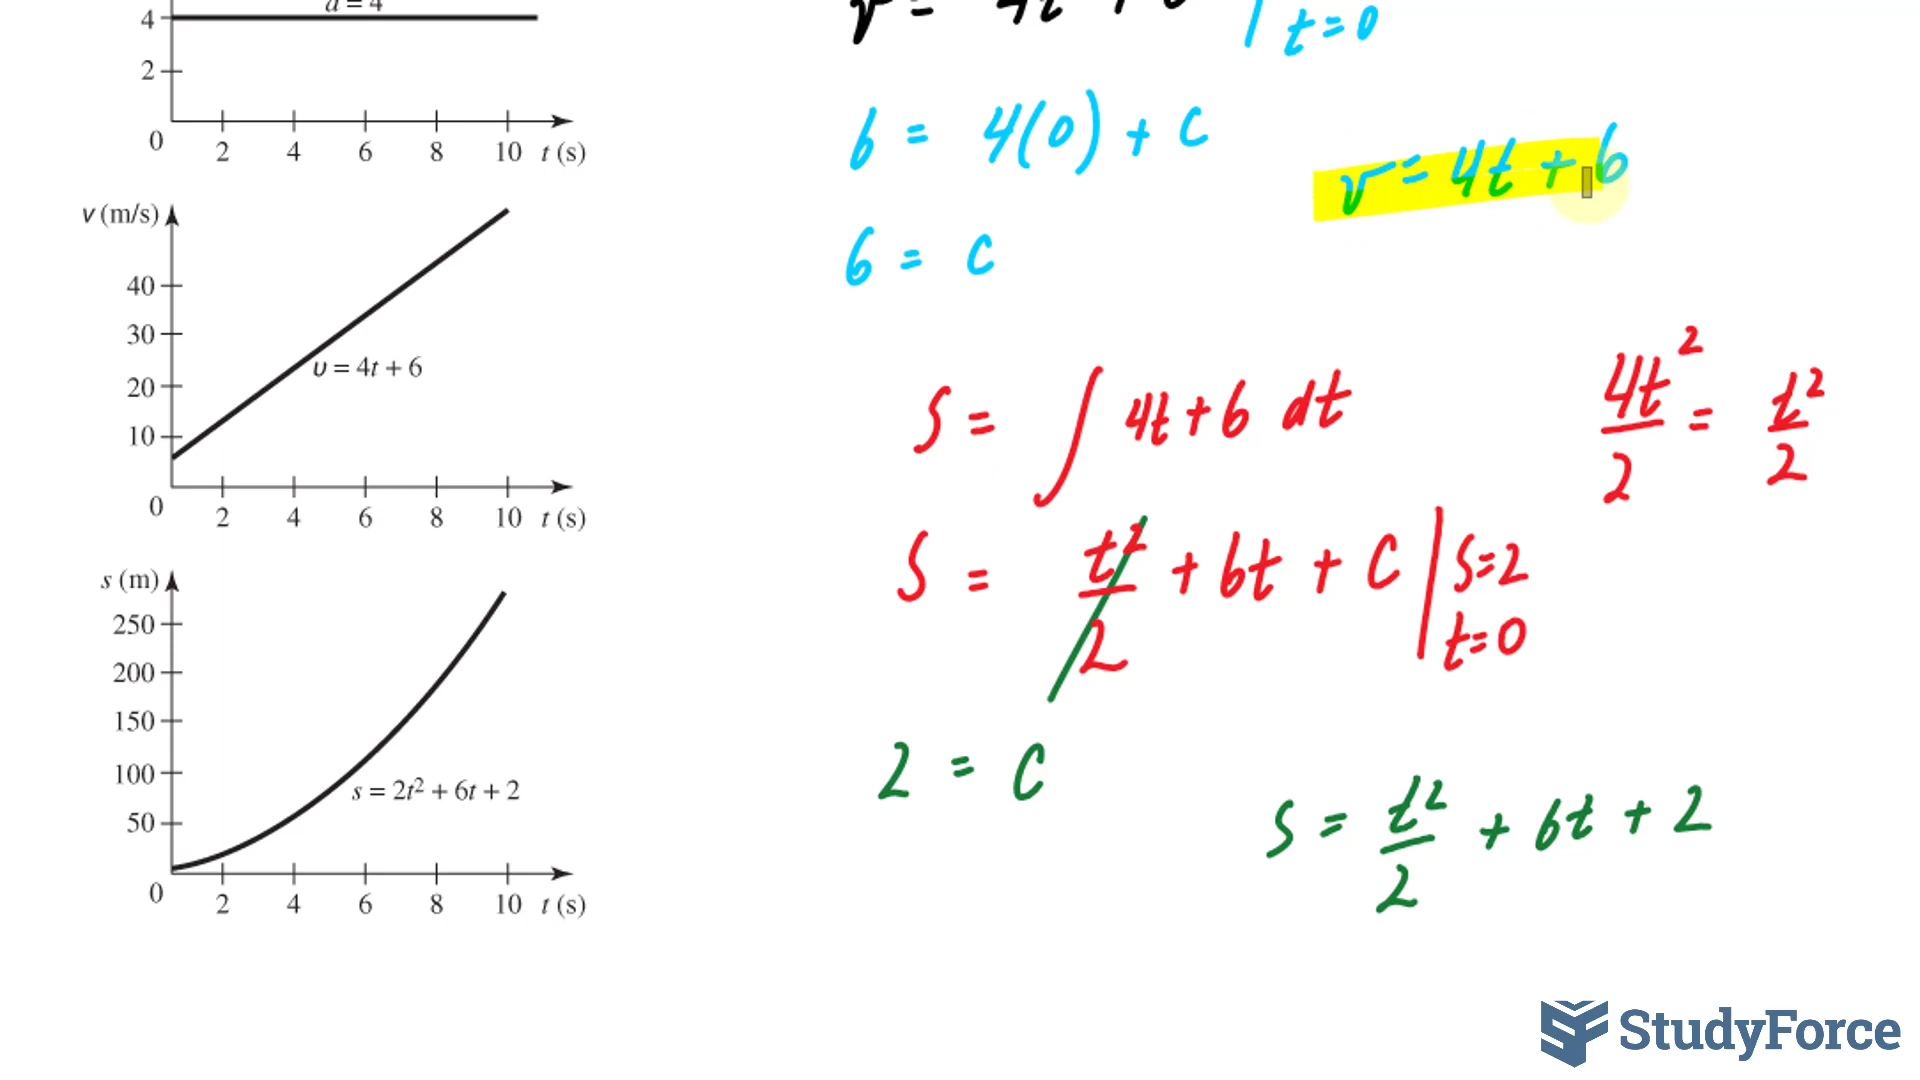 a = 4
4
2
0
2 4 6 8 10 t (s)
v (m/s)
40
30
20
10
υ = 4t + 6
0
2 4 6 8 10 t (s)
s (m)
250
200
150
100
50
s = 2t² + 6t + 2
0
2 4 6 8 10 t (s)
t = 0
6 = 4(0) + C
v = 4t + 6
6 = C
S = ∫ 4t + 6 dt
4t²/2 = t²/2
S = t²/2 + 6t + C | S = 2
t = 0
2 = C
S = t²/2 + 6t + 2
StudyForce